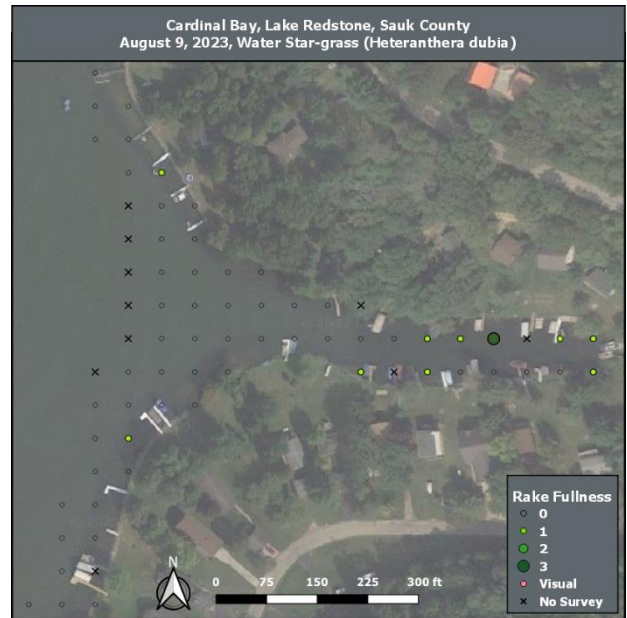 Cardinal Bay, Lake Redstone, Sauk County
August 9, 2023, Water Star-grass (Heteranthera dubia)
Rake Fullness
0
1
2
3
Visual
No Survey
N
0 75 150 225 300 ft